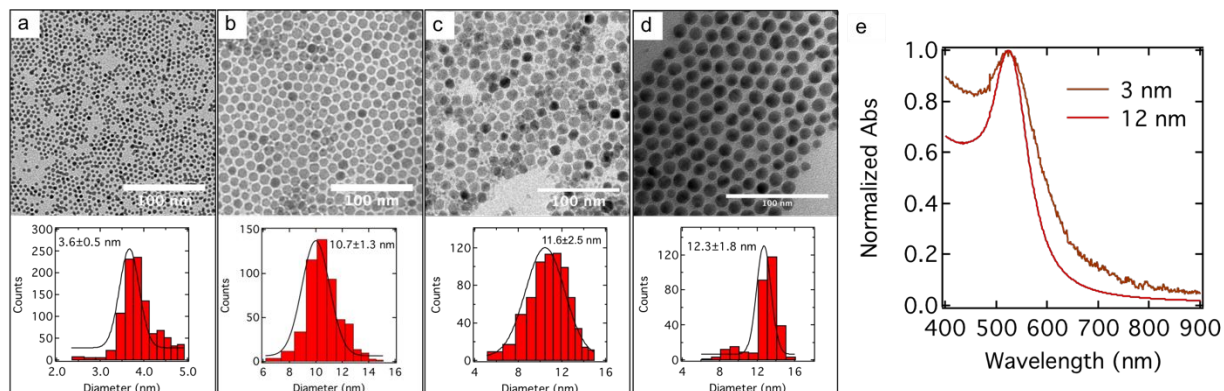 a
b
c
d
e
100 nm
100 nm
100 nm
100 nm
300
250
200
150
100
50
0
Counts
3.6±0.5 nm
2.0
3.0
4.0
5.0
Diameter (nm)
150
100
50
0
Counts
10.7±1.3 nm
6
8
10
12
14
16
Diameter (nm)
120
80
40
0
Counts
11.6±2.5 nm
4
8
12
16
Diameter (nm)
120
80
40
0
Counts
12.3±1.8 nm
4
8
12
16
Diameter (nm)
1.0
0.8
0.6
0.4
0.2
0.0
Normalized Abs
3 nm
12 nm
400
500
600
700
800
900
Wavelength (nm)